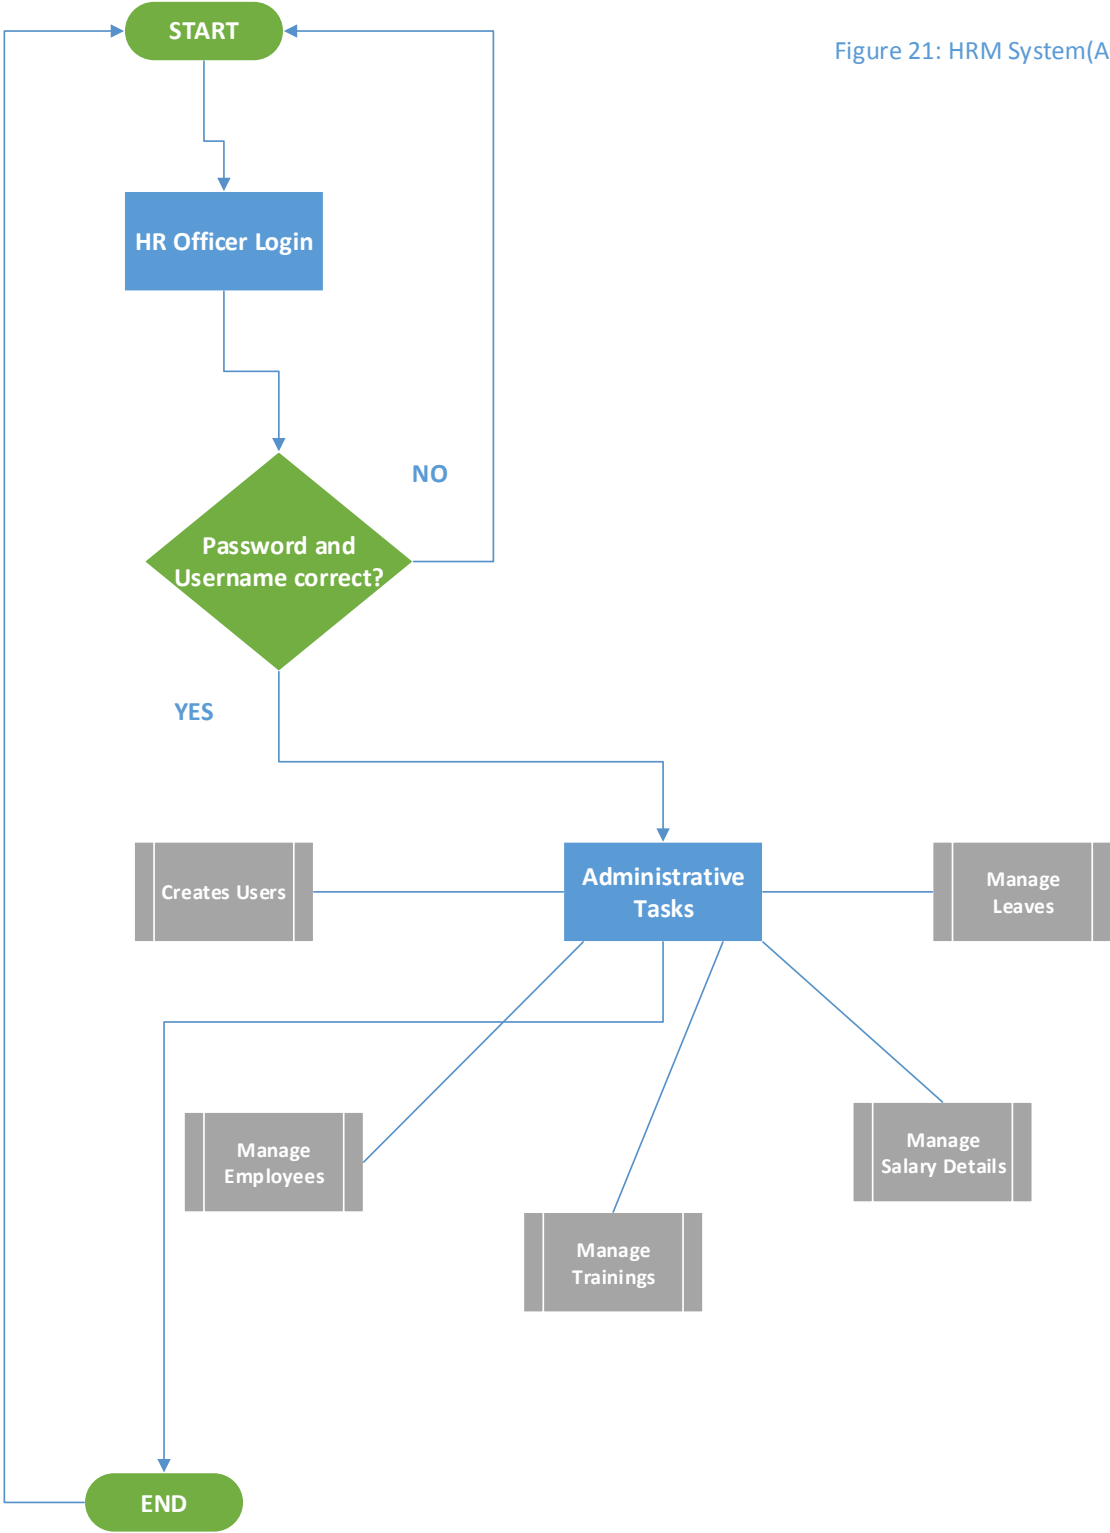 START
Figure 21: HRM System(A
HR Officer Login
NO
Password and
Username correct?
YES
Creates Users
Administrative
Tasks
Manage
Leaves
Manage
Employees
Manage
Salary Details
Manage
Trainings
END